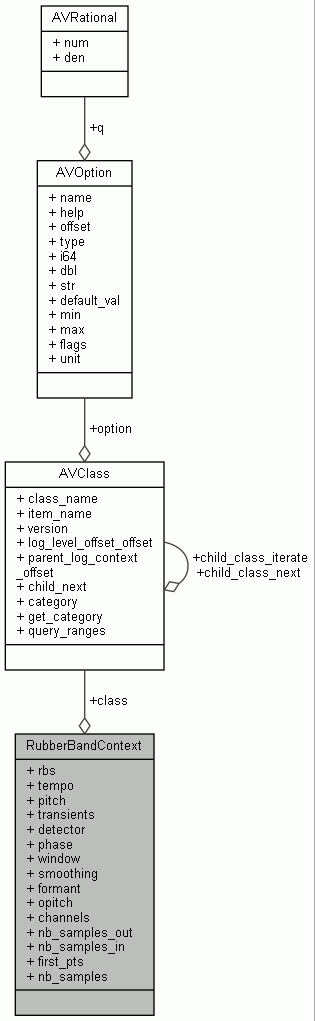 AVRational
+ num
+ den
+q
AVOption
+ name
+ help
+ offset
+ type
+ i64
+ dbl
+ str
+ default_val
+ min
+ max
+ flags
+ unit
+option
AVClass
+ class_name
+ item_name
+ version
+ log_level_offset_offset
+ parent_log_context
_offset
+ child_next
+ category
+ get_category
+ query_ranges
+child_class_iterate
+child_class_next
+class
RubberBandContext
+ rbs
+ tempo
+ pitch
+ transients
+ detector
+ phase
+ window
+ smoothing
+ formant
+ opitch
+ channels
+ nb_samples_out
+ nb_samples_in
+ first_pts
+ nb_samples